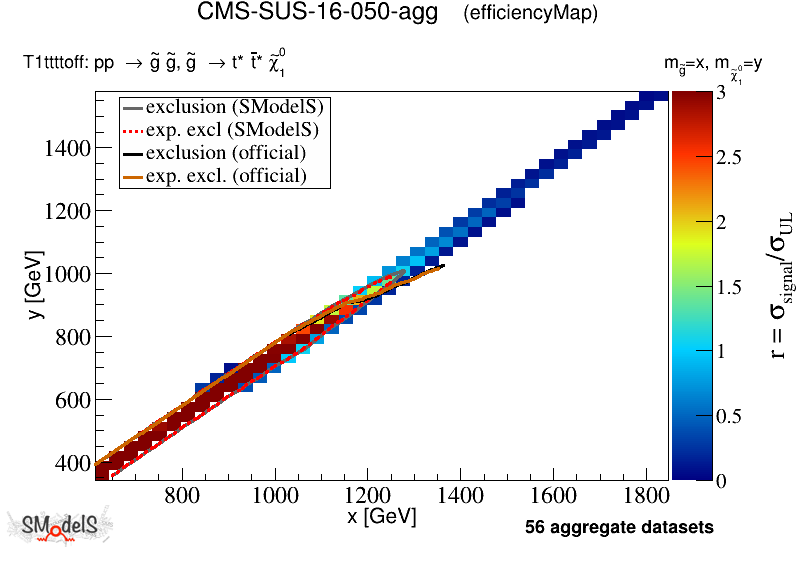 CMS-SUS-16-050-agg (efficiencyMap)
T1ttttoff: pp → g̃ g̃, g̃ → t* t̄* χ̃⁰₁
m_g̃=x, m_χ̃⁰₁=y
exclusion (SModelS)
exp. excl (SModelS)
exclusion (official)
exp. excl. (official)
y [GeV]
1400
1200
1000
800
600
400
800 1000 1200 1400 1600 1800
x [GeV]
3
2.5
2
1.5
1
0.5
0
r = σ_signal/σ_UL
SModelS
56 aggregate datasets